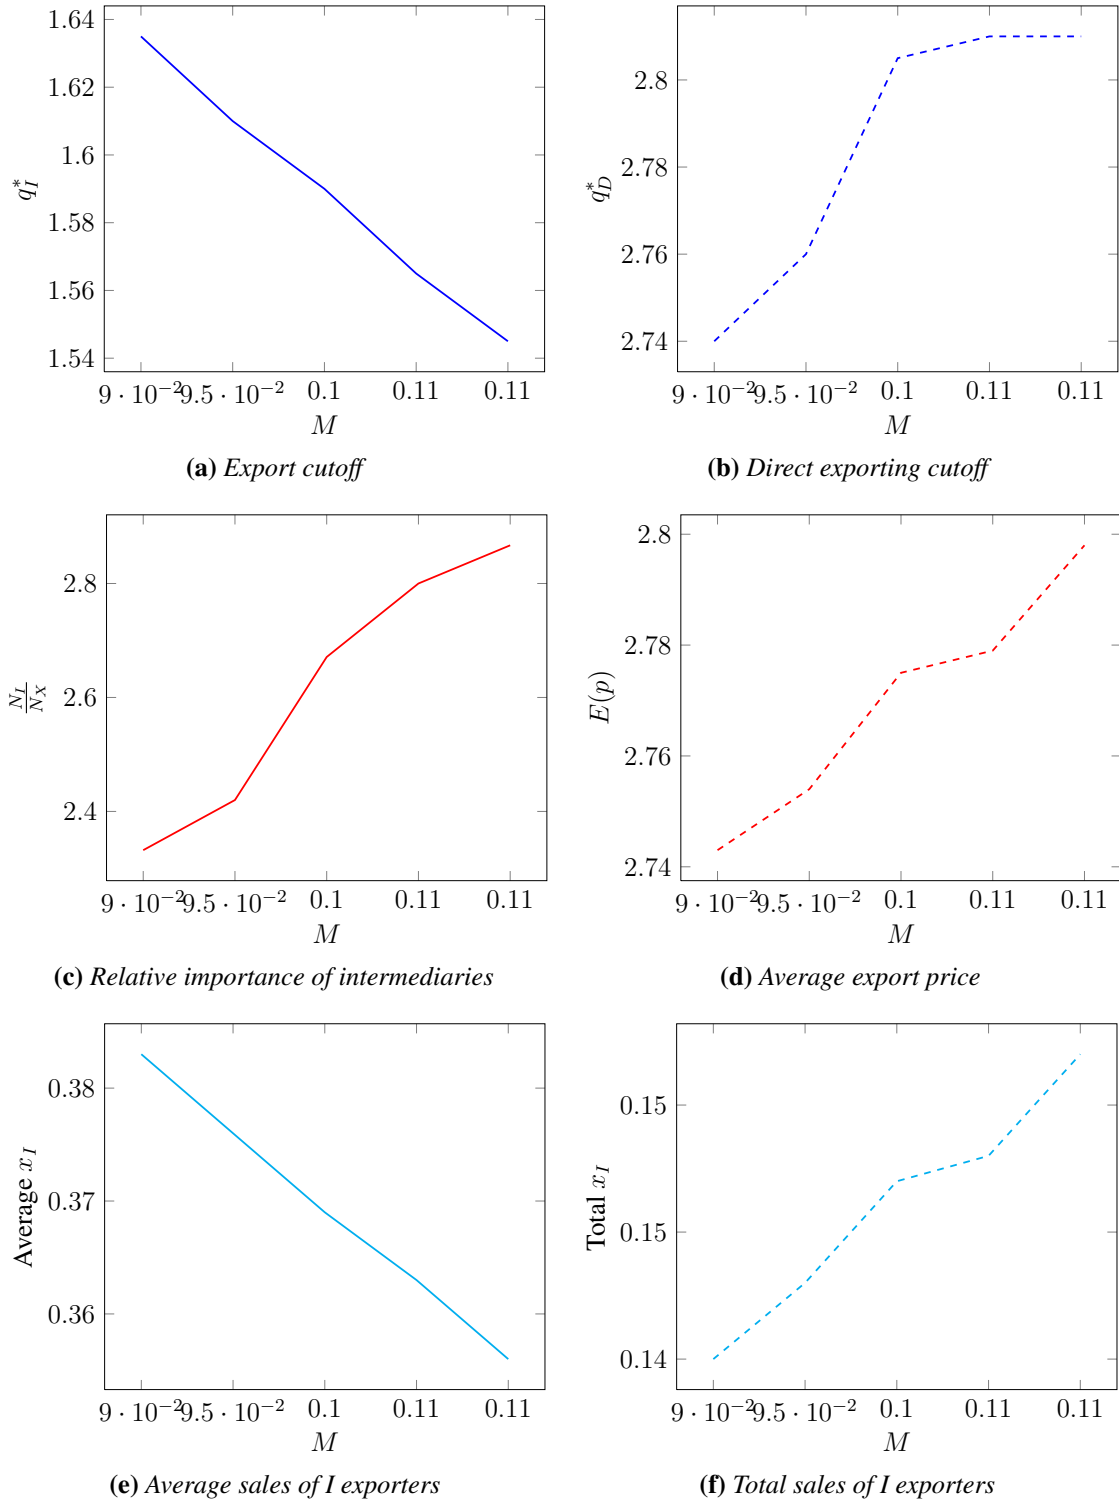 1.64
1.62
1.6
1.58
1.56
1.54
q*I
9 · 10−2 9.5 · 10−2 0.1 0.11 0.11
M
(a) Export cutoff
2.8
2.78
2.76
2.74
q*D
9 · 10−2 9.5 · 10−2 0.1 0.11 0.11
M
(b) Direct exporting cutoff
2.8
2.6
2.4
NI
NX
9 · 10−2 9.5 · 10−2 0.1 0.11 0.11
M
(c) Relative importance of intermediaries
2.8
2.78
2.76
2.74
E(p)
9 · 10−2 9.5 · 10−2 0.1 0.11 0.11
M
(d) Average export price
0.38
0.37
0.36
Average xI
9 · 10−2 9.5 · 10−2 0.1 0.11 0.11
M
(e) Average sales of I exporters
0.15
0.15
0.14
Total xI
9 · 10−2 9.5 · 10−2 0.1 0.11 0.11
M
(f) Total sales of I exporters